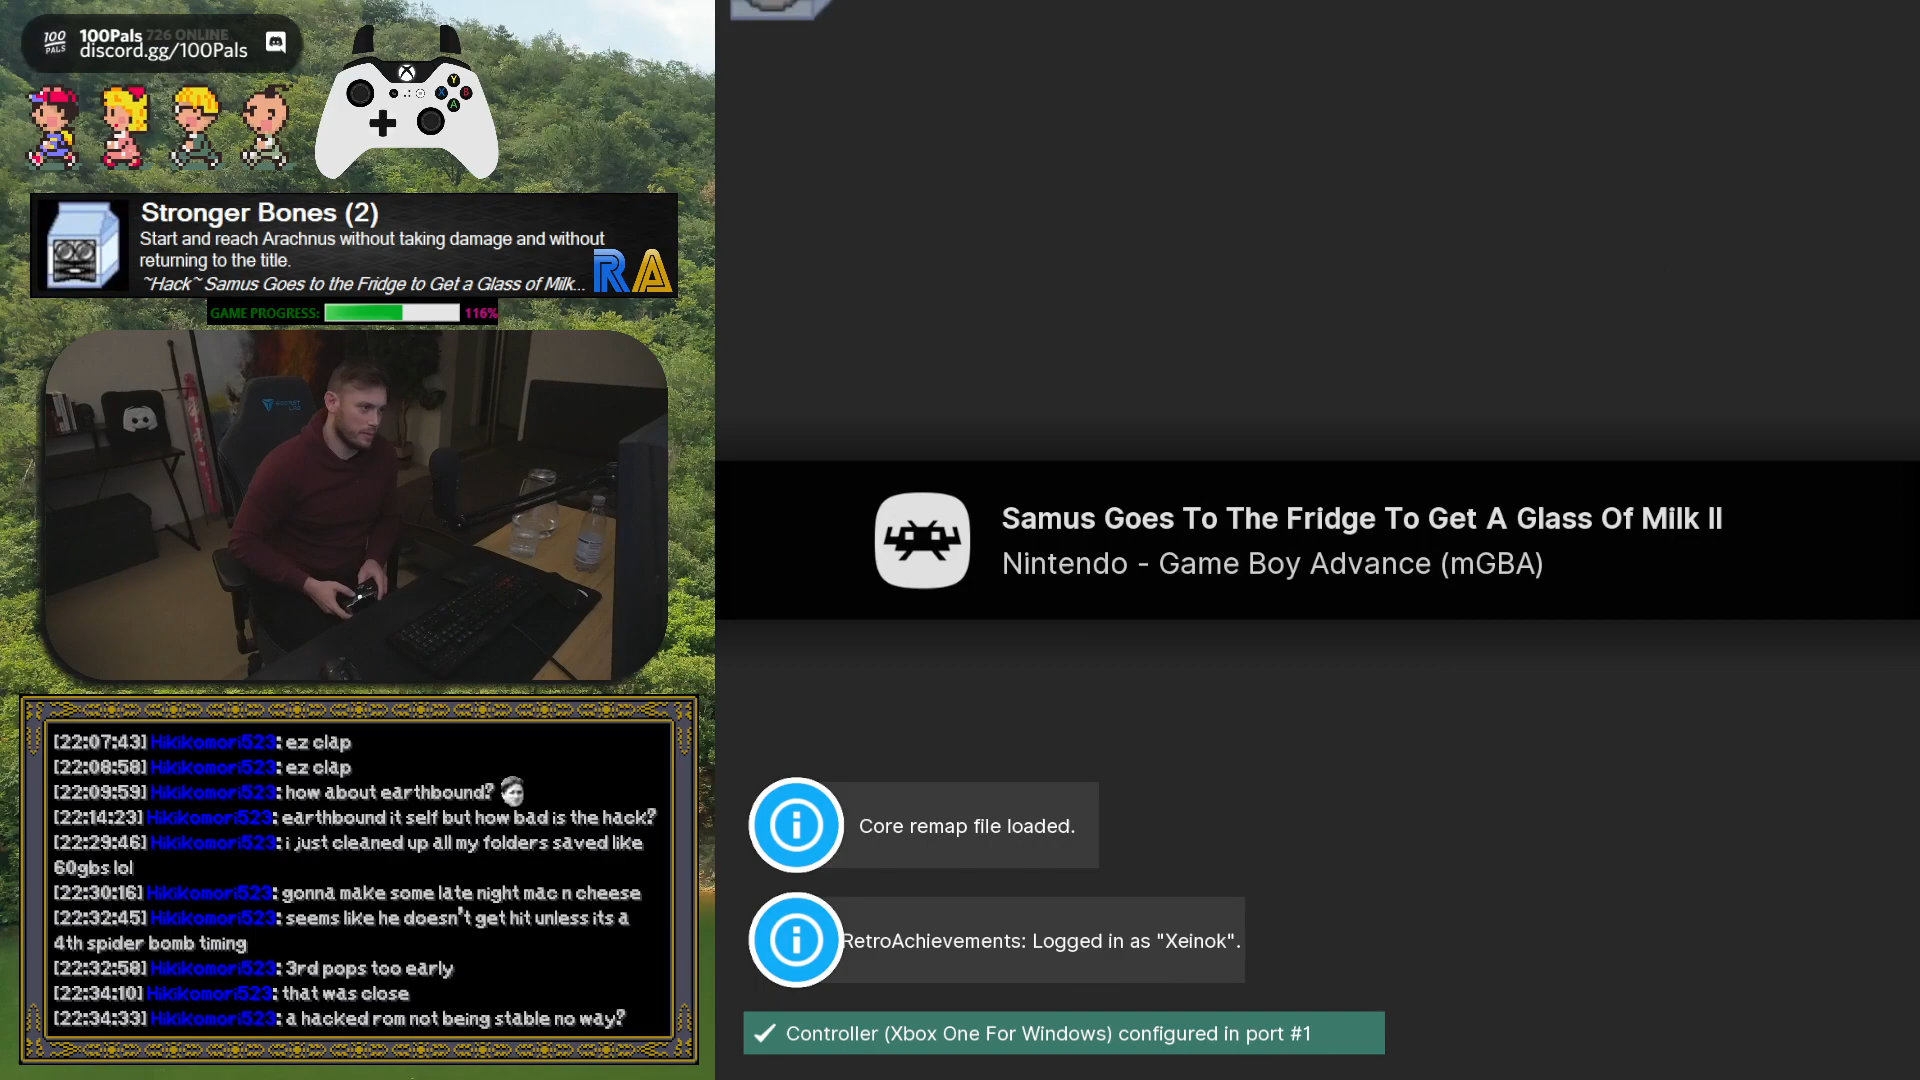 100
PALS
100Pals 726 ONLINE
discord.gg/100Pals
Y
X
B
A
Stronger Bones (2)
Start and reach Arachnus without taking damage and without
returning to the title.
~Hack~ Samus Goes to the Fridge to Get a Glass of Milk...
RA
GAME PROGRESS:
116%
[22:07:43] Hikikomori523: ez clap
[22:08:58] Hikikomori523: ez clap
[22:09:59] Hikikomori523: how about earthbound?
[22:14:23] Hikikomori523: earthbound it self but how bad is the hack?
[22:29:46] Hikikomori523: i just cleaned up all my folders saved like
60gbs lol
[22:30:16] Hikikomori523: gonna make some late night mac n cheese
[22:32:45] Hikikomori523: seems like he doesn't get hit unless its a
4th spider bomb timing
[22:32:58] Hikikomori523: 3rd pops too early
[22:34:10] Hikikomori523: that was close
[22:34:33] Hikikomori523: a hacked rom not being stable no way?
Samus Goes To The Fridge To Get A Glass Of Milk II
Nintendo - Game Boy Advance (mGBA)
Core remap file loaded.
RetroAchievements: Logged in as "Xeinok".
Controller (Xbox One For Windows) configured in port #1